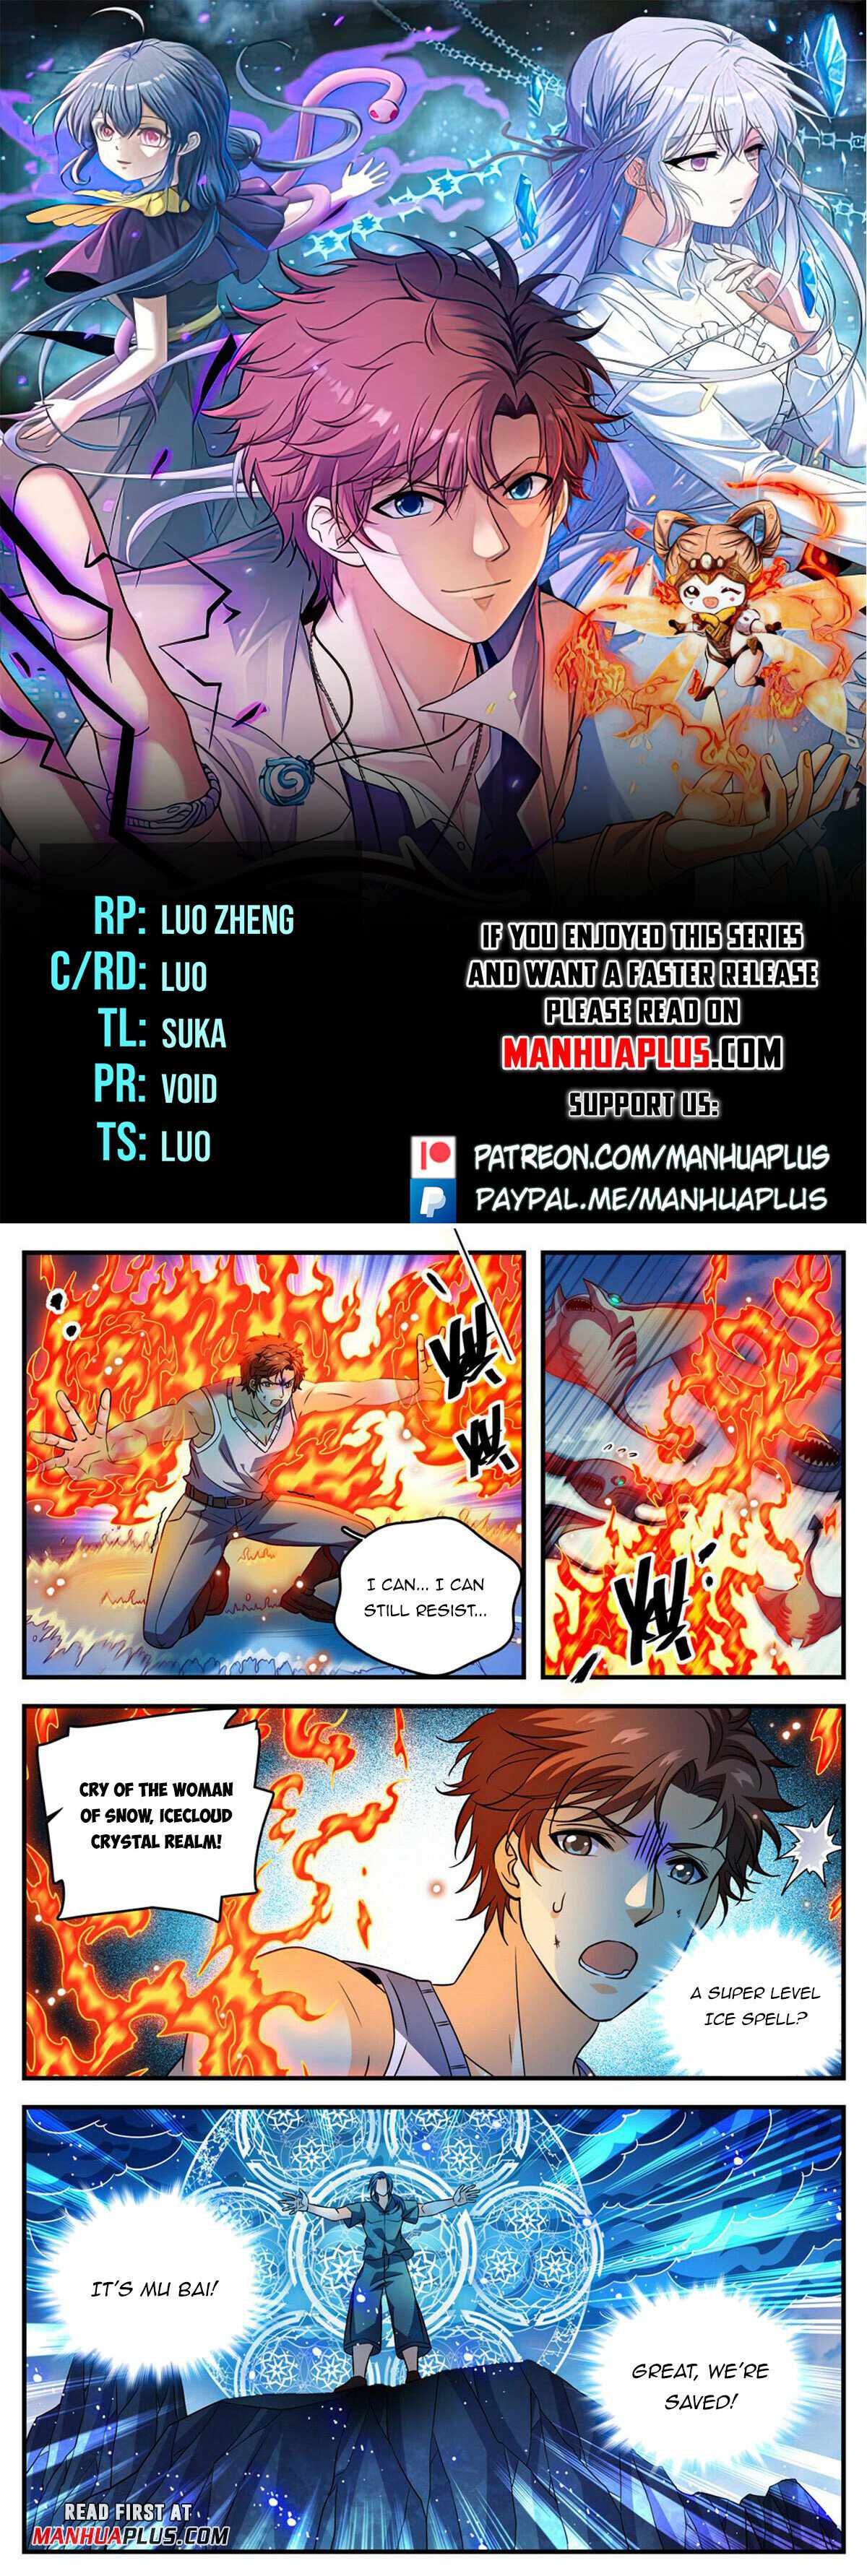 RP: LUO ZHENG
C/RD: LUO
TL: SUKA
PR: VOID
TS: LUO
IF YOU ENJOYED THIS SERIES
AND WANT A FASTER RELEASE
PLEASE READ ON
MANHUAPLUS.COM
SUPPORT US:
PATREON.COM/MANHUAPLUS
PAYPAL.ME/MANHUAPLUS
YA!
YA!
I CAN... I CAN
STILL RESIST...
YA!
CRY OF THE WOMAN
OF SNOW, ICECLOUD
CRYSTAL REALM!
A SUPER LEVEL
ICE SPELL?
IT'S MU BAI!
GREAT, WE'RE
SAVED!
READ FIRST AT
MANHUAPLUS.COM